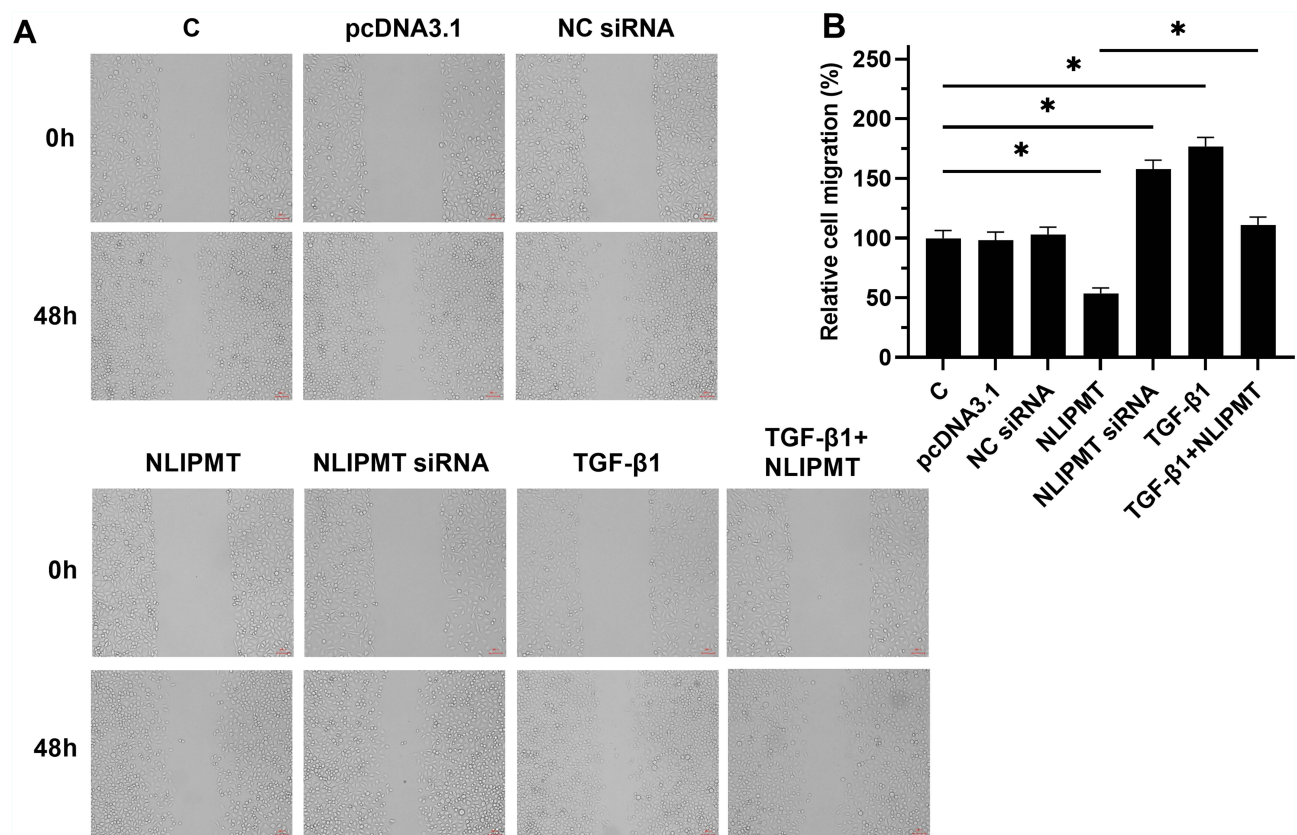 A
C
pcDNA3.1
NC siRNA
0h
48h
NLIPMT
NLIPMT siRNA
TGF-β1
TGF-β1+
NLIPMT
0h
48h
B
Relative cell migration (%)
250
200
150
100
50
0
*
*
*
*
C
pcDNA3.1
NC siRNA
NLIPMT
NLIPMT siRNA
TGF-β1
TGF-β1+NLIPMT